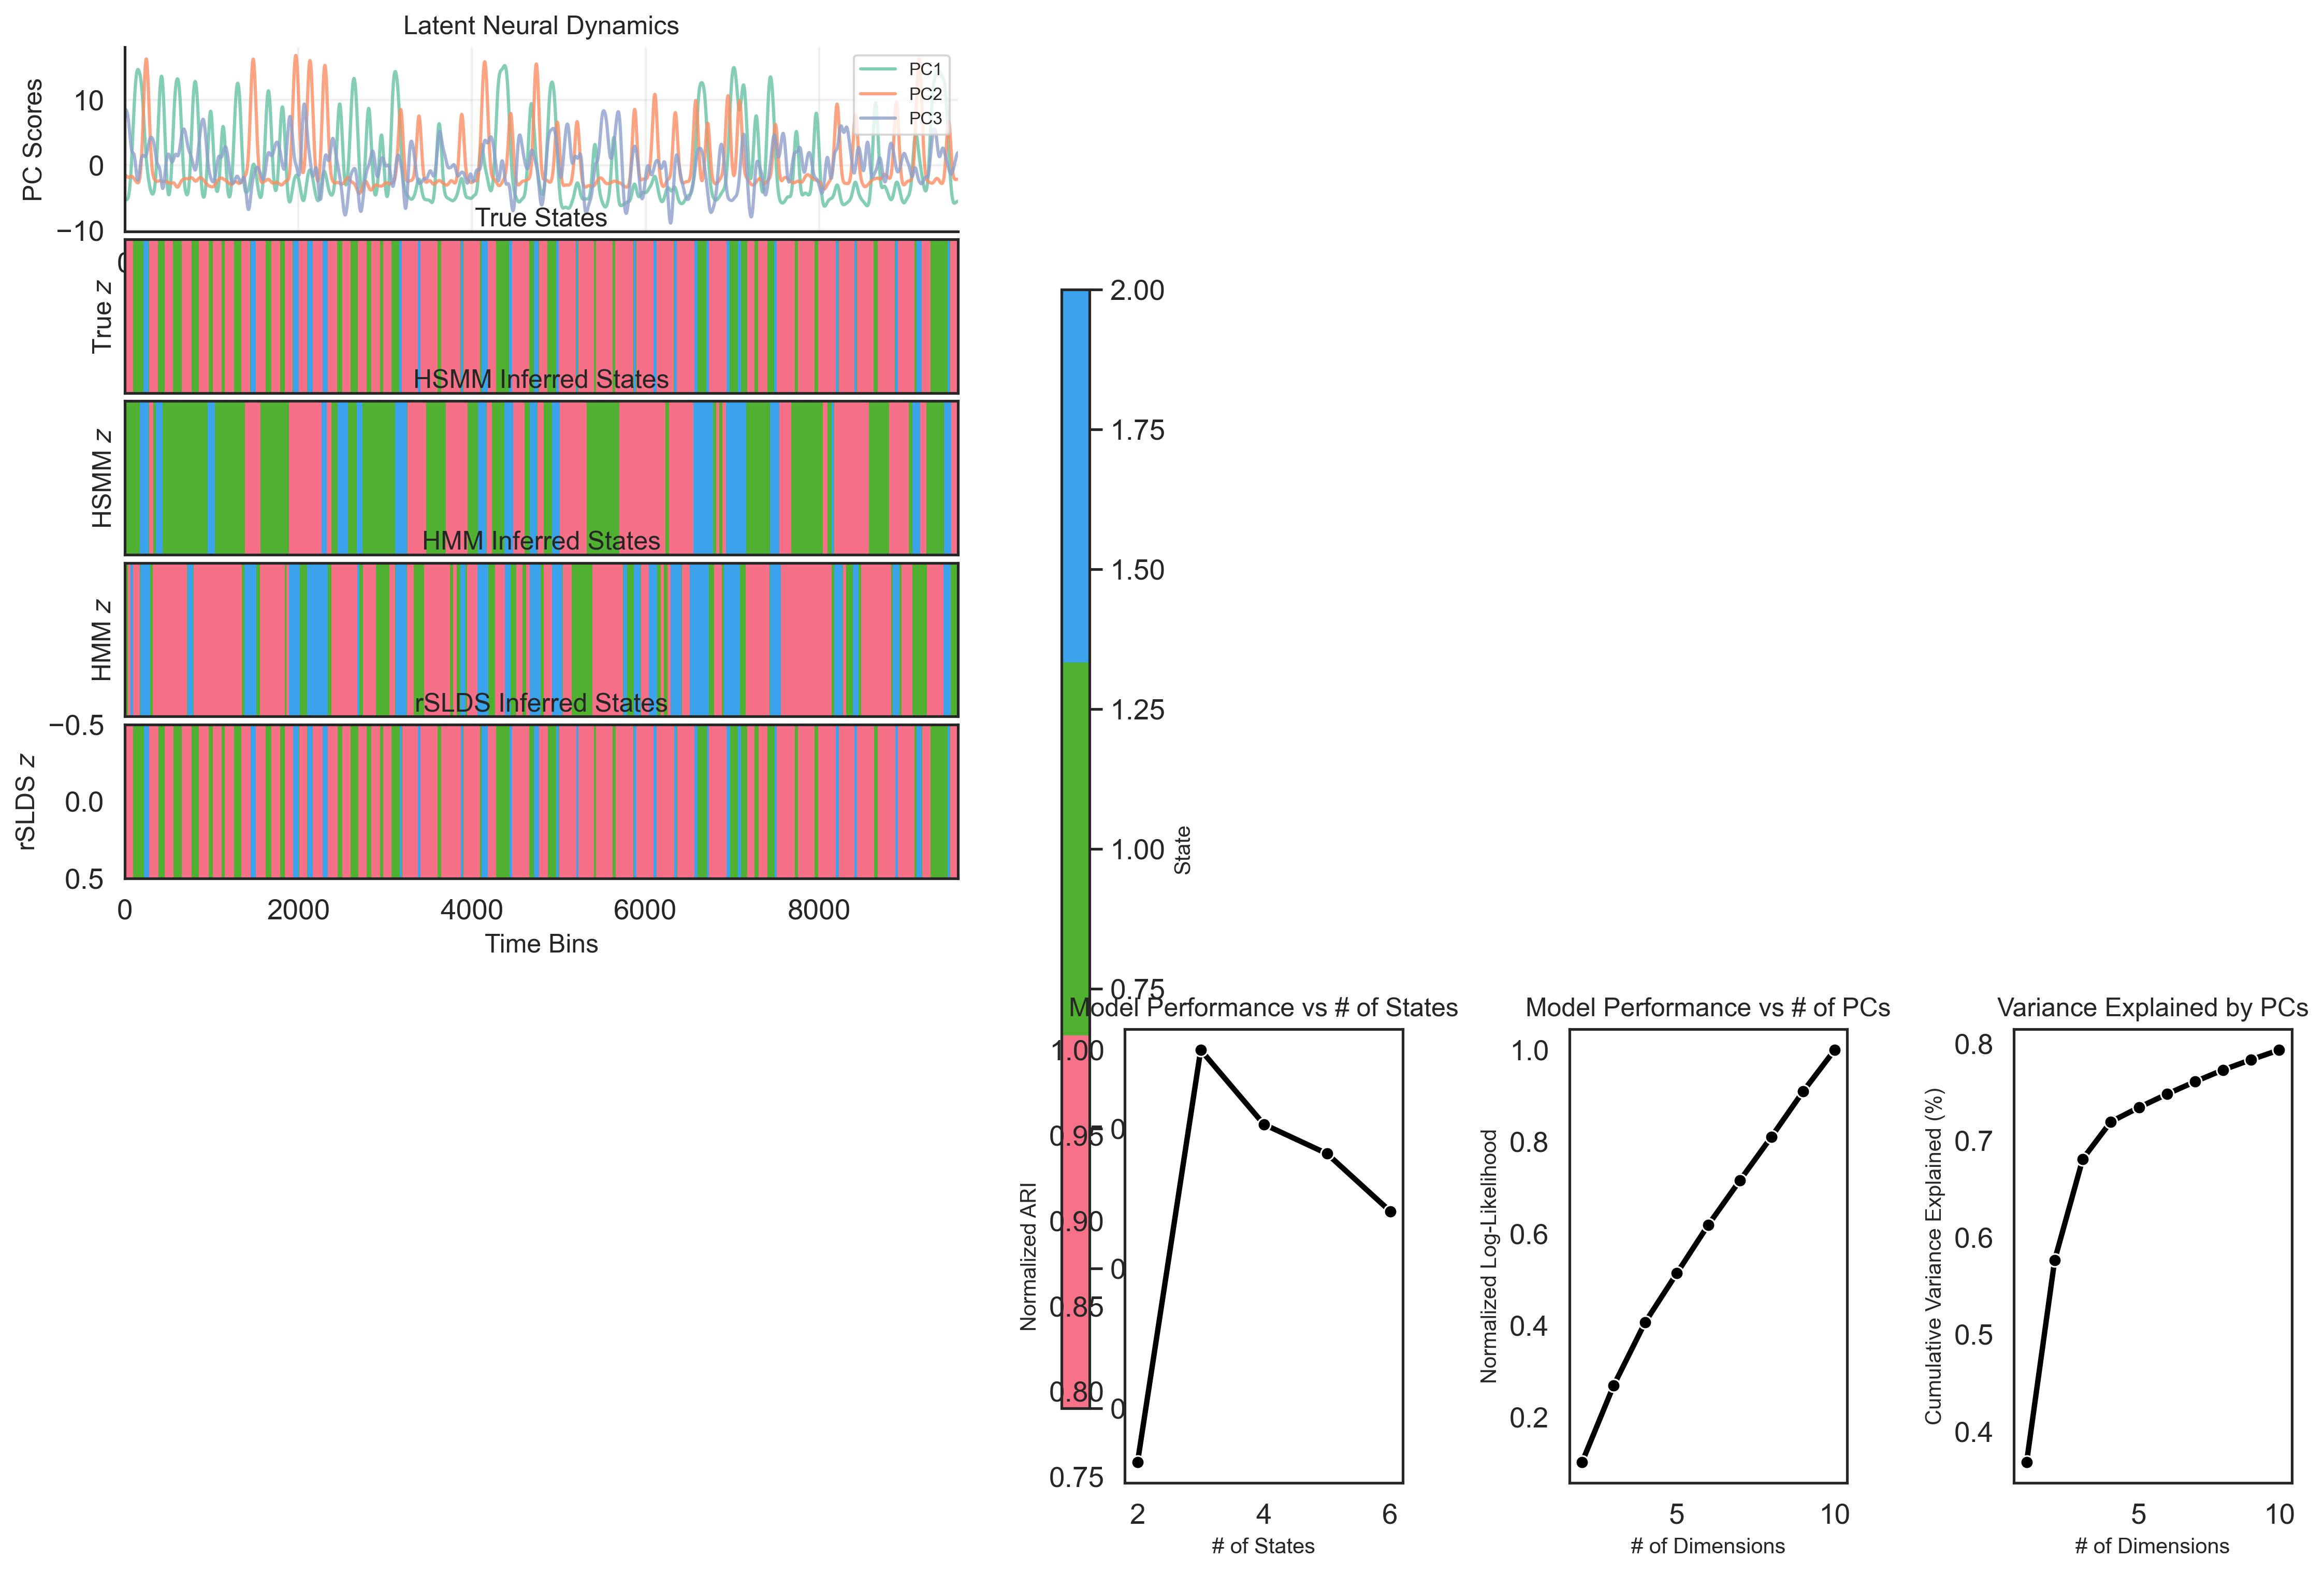 Latent Neural Dynamics
PC Scores
10
0
−10
PC1
PC2
PC3
True States
True z
HSMM Inferred States
HSMM z
HMM Inferred States
HMM z
rSLDS Inferred States
rSLDS z
−0.5
0.0
0.5
0 2000 4000 6000 8000
Time Bins
2.00
1.75
1.50
1.25
1.00
0.75
State
Model Performance vs # of States
Normalized ARI
1.00
0.95
0.90
0.85
0.80
0.75
2 4 6
# of States
Model Performance vs # of PCs
Normalized Log-Likelihood
1.0
0.8
0.6
0.4
0.2
5 10
# of Dimensions
Variance Explained by PCs
Cumulative Variance Explained (%)
0.8
0.7
0.6
0.5
0.4
5 10
# of Dimensions